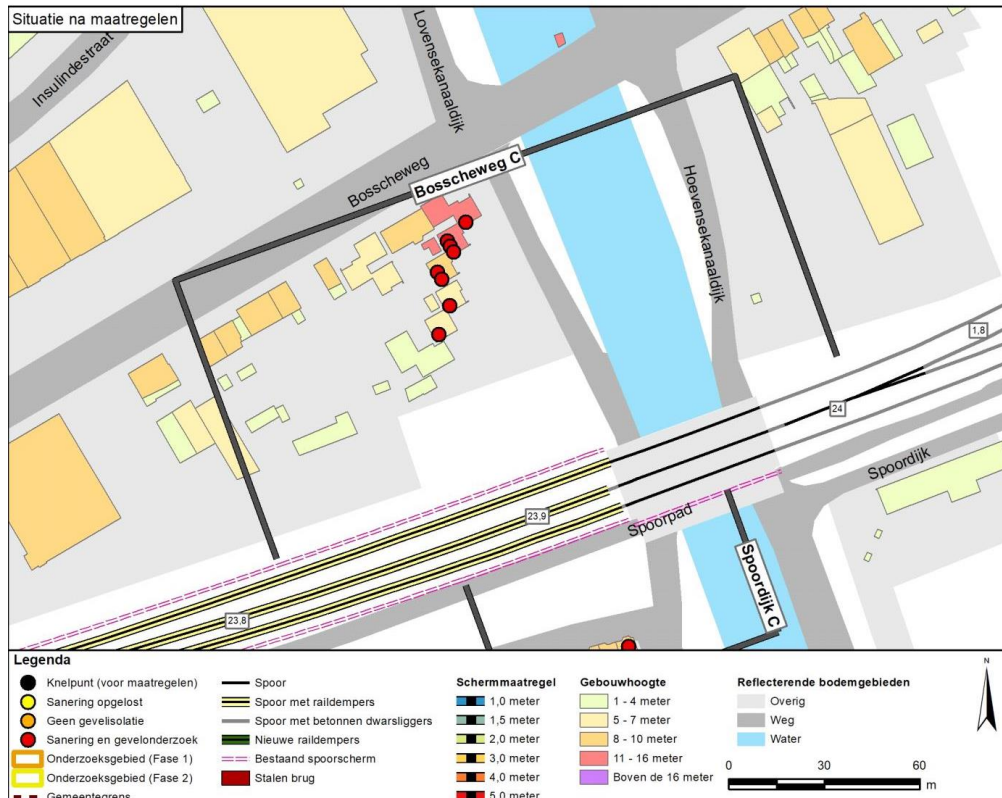 Situatie na maatregelen
Insulindestraat
Lovensekanaaldijk
Bosscheweg
Bosscheweg C
Hoevensekanaaldijk
1,8
24
Spoordijk
23,9
Spoorpad
Spoordijk C
23,8
Legenda
Knelpunt (voor maatregelen)
Sanering opgelost
Geen gevelisolatie
Sanering en gevelonderzoek
Onderzoeksgebied (Fase 1)
Onderzoeksgebied (Fase 2)
Gemeentegrens
Spoor
Spoor met raildempers
Spoor met betonnen dwarsliggers
Nieuwe raildempers
Bestaand spoorscherm
Stalen brug
Schermmaatregel
1,0 meter
1,5 meter
2,0 meter
3,0 meter
4,0 meter
5,0 meter
Gebouwhoogte
1 - 4 meter
5 - 7 meter
8 - 10 meter
11 - 16 meter
Boven de 16 meter
Reflecterende bodemgebieden
Overig
Weg
Water
N
0 30 60
m